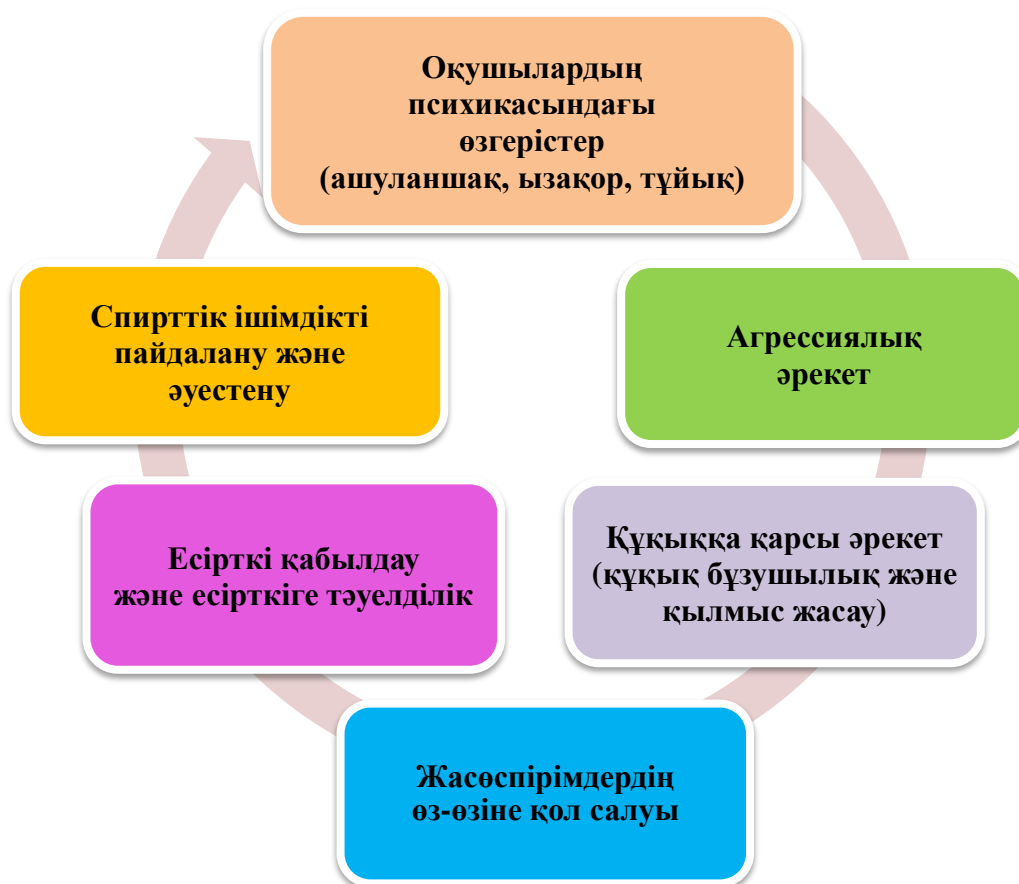 Оқушылардың
психикасындағы
өзгерістер
(ашуланшақ, ызақор, тұйық)
Агрессиялық
әрекет
Құқыққа қарсы әрекет
(құқық бұзушылық және
қылмыс жасау)
Жасөспірімдердің
өз-өзіне қол салуы
Есірткі қабылдау
және есірткіге тәуелділік
Спирттік ішімдікті
пайдалану және
әуестену